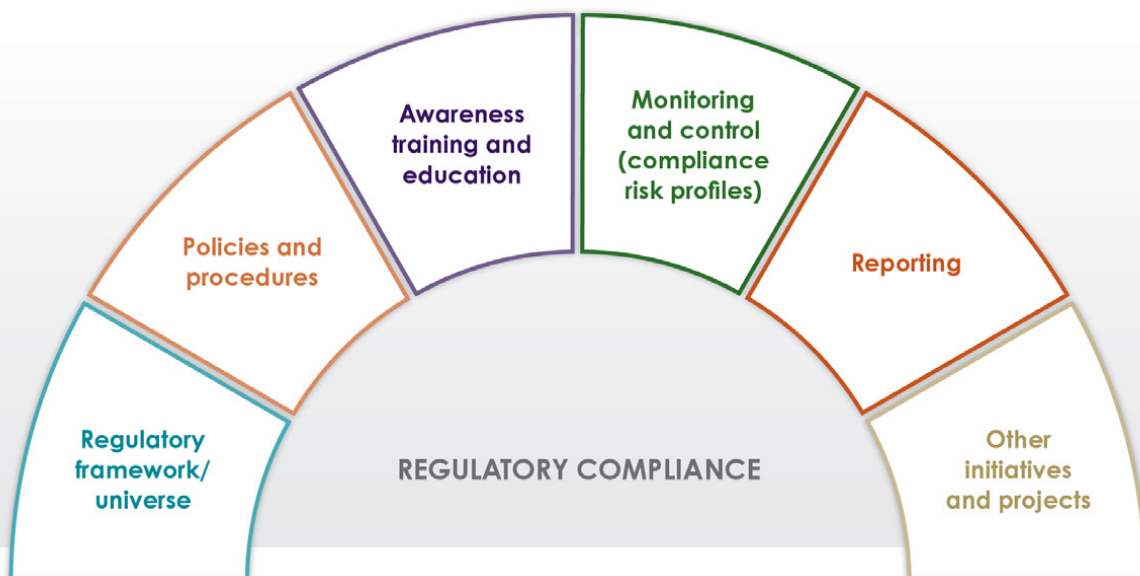 Regulatory
framework/
universe
Policies and
procedures
Awareness
training and
education
Monitoring
and control
(compliance
risk profiles)
Reporting
Other
initiatives
and projects
REGULATORY COMPLIANCE